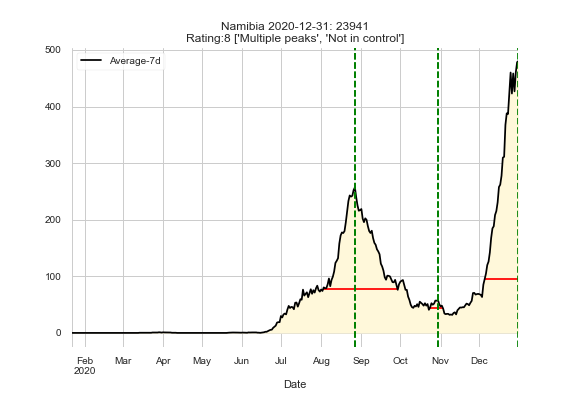 Namibia 2020-12-31: 23941
Rating:8 ['Multiple peaks', 'Not in control']
Average-7d
500
400
300
200
100
0
Feb Mar Apr May Jun Jul Aug Sep Oct Nov Dec
2020
Date